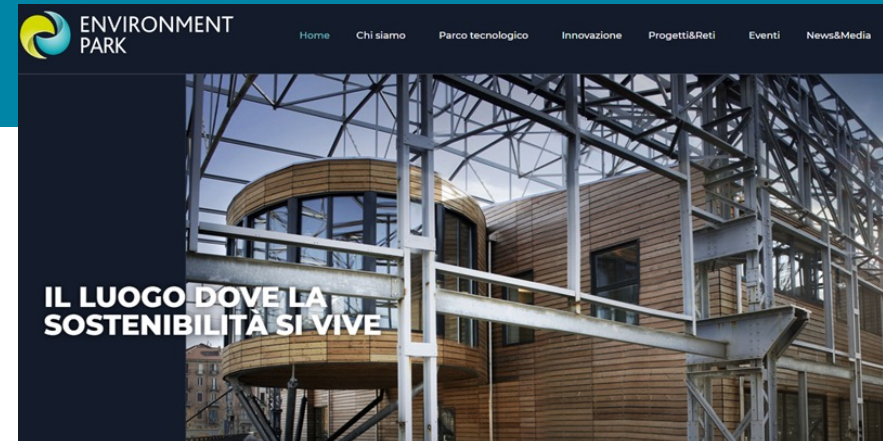 ENVIRONMENT
PARK
Home Chi siamo Parco tecnologico Innovazione Progetti&Reti Eventi News&Media
IL LUOGO DOVE LA
SOSTENIBILITÀ SI VIVE